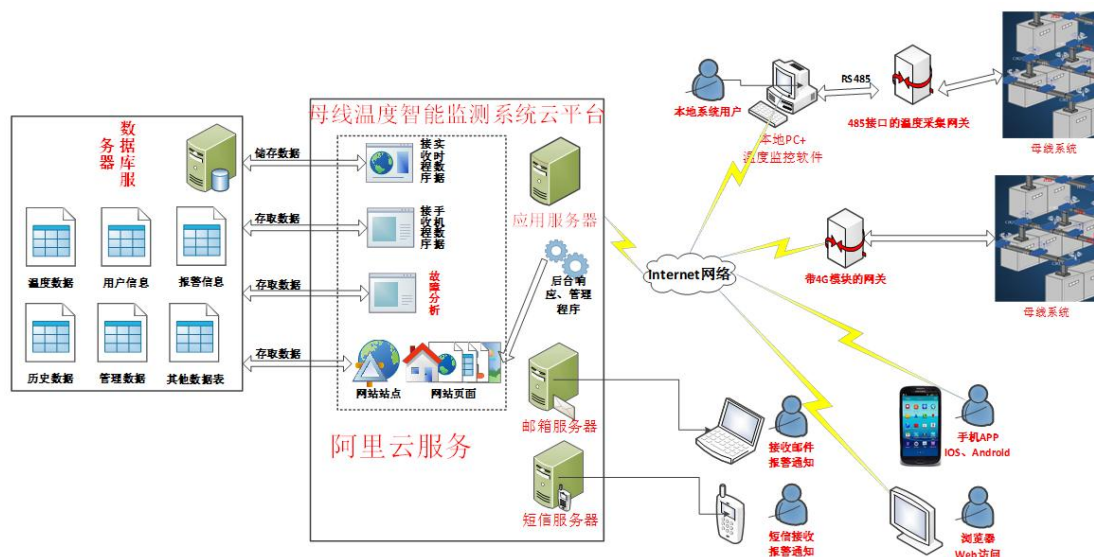 数据库服
务器
温度数据
用户信息
报警信息
历史数据
管理数据
其他数据表
储存数据
存取数据
存取数据
存取数据
母线温度智能监测系统云平台
实时数据
接收程序
手机数据
接收程序
故障
分析
网站站点
网站页面
阿里云服务
应用服务器
后台响
应、管理
程序
邮箱服务器
短信服务器
Internet网络
本地系统用户
本地PC+
温度监控软件
RS485
485接口的温度采集网关
母线系统
带4G模块的网关
母线系统
接收邮件
报警通知
短信接收
报警通知
手机APP
IOS、Android
浏览器
Web访问